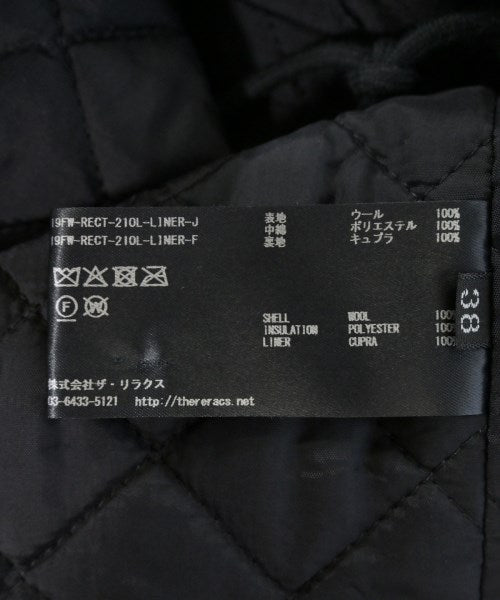 19FW-RECT-210L-LINER-J 表地 ウール 100%
19FW-RECT-210L-LINER-F 中綿 ポリエステル 100%
裏地 キュプラ 100%
F W
SHELL WOOL 100%
INSULATION POLYESTER 100%
LINER CUPRA 100%
38
株式会社ザ・リラクス
03-6433-5121 http://thereracs.net